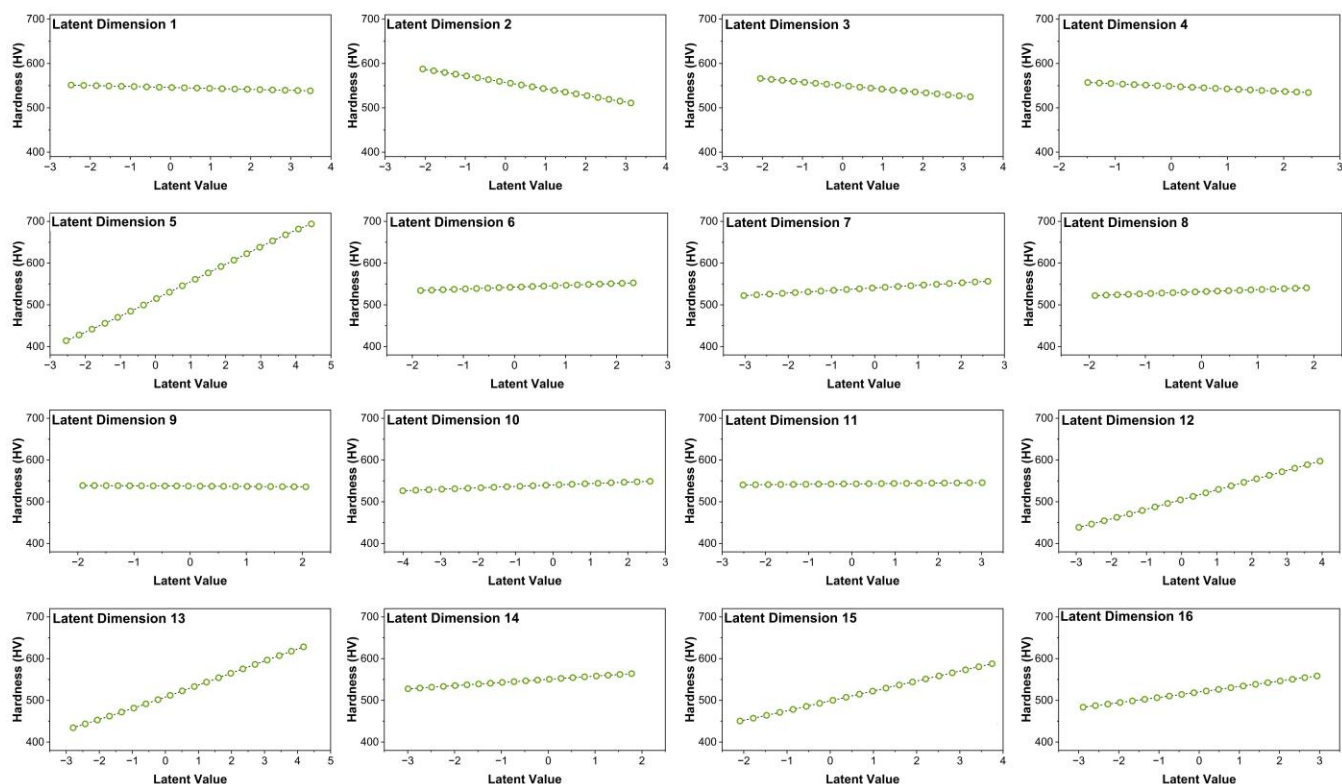 Latent Dimension 1
Hardness (HV)
700
600
500
400
−3 −2 −1 0 1 2 3 4
Latent Value
Latent Dimension 2
Hardness (HV)
700
600
500
400
−3 −2 −1 0 1 2 3 4
Latent Value
Latent Dimension 3
Hardness (HV)
700
600
500
400
−3 −2 −1 0 1 2 3 4
Latent Value
Latent Dimension 4
Hardness (HV)
700
600
500
400
−2 −1 0 1 2 3
Latent Value
Latent Dimension 5
Hardness (HV)
700
600
500
400
−3 −2 −1 0 1 2 3 4 5
Latent Value
Latent Dimension 6
Hardness (HV)
700
600
500
400
−2 −1 0 1 2 3
Latent Value
Latent Dimension 7
Hardness (HV)
700
600
500
400
−3 −2 −1 0 1 2 3
Latent Value
Latent Dimension 8
Hardness (HV)
700
600
500
400
−2 −1 0 1 2
Latent Value
Latent Dimension 9
Hardness (HV)
700
600
500
400
−2 −1 0 1 2
Latent Value
Latent Dimension 10
Hardness (HV)
700
600
500
400
−4 −3 −2 −1 0 1 2 3
Latent Value
Latent Dimension 11
Hardness (HV)
700
600
500
400
−2 −1 0 1 2 3
Latent Value
Latent Dimension 12
Hardness (HV)
700
600
500
400
−3 −2 −1 0 1 2 3 4
Latent Value
Latent Dimension 13
Hardness (HV)
700
600
500
400
−3 −2 −1 0 1 2 3 4 5
Latent Value
Latent Dimension 14
Hardness (HV)
700
600
500
400
−3 −2 −1 0 1 2
Latent Value
Latent Dimension 15
Hardness (HV)
700
600
500
400
−2 −1 0 1 2 3 4
Latent Value
Latent Dimension 16
Hardness (HV)
700
600
500
400
−3 −2 −1 0 1 2 3
Latent Value